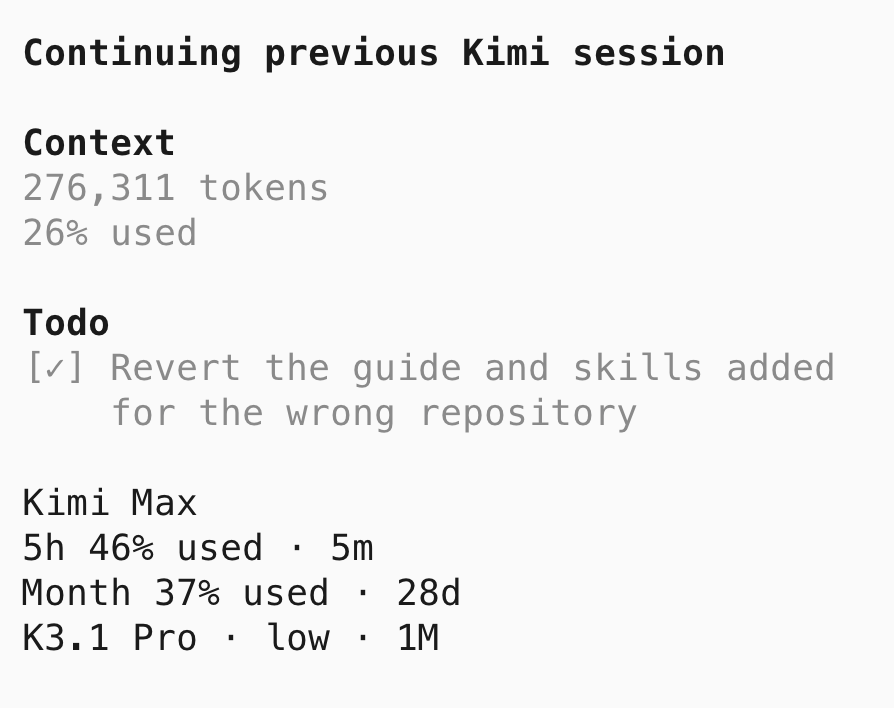 Continuing previous Kimi session
Context
276,311 tokens
26% used
Todo
[✓] Revert the guide and skills added
for the wrong repository
Kimi Max
5h 46% used · 5m
Month 37% used · 28d
K3.1 Pro · low · 1M